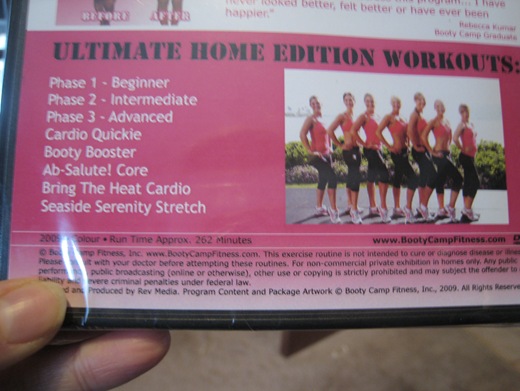 BEFORE AFTER
never looked better, felt better or have ever been
happier."
Rebecca Kumar
Booty Camp Graduate
ULTIMATE HOME EDITION WORKOUTS:
Phase 1 - Beginner
Phase 2 - Intermediate
Phase 3 - Advanced
Cardio Quickie
Booty Booster
Ab-Salute! Core
Bring The Heat Cardio
Seaside Serenity Stretch
Colour • Run Time Approx. 262 Minutes
www.BootyCampFitness.com
© Booty Camp Fitness, Inc. www.bootycampfitness.com. This exercise routine is not intended to cure or diagnose disease or
Please with your doctor before attempting these routines. For non-commercial private exhibition in homes only. Any public
public broadcasting (online or otherwise), other use or copying is strictly prohibited and may subject the offender to
severe criminal penalties under federal law.
and Produced by Rev Media. Program Content and Package Artwork © Booty Camp Fitness, Inc., 2009. All Rights